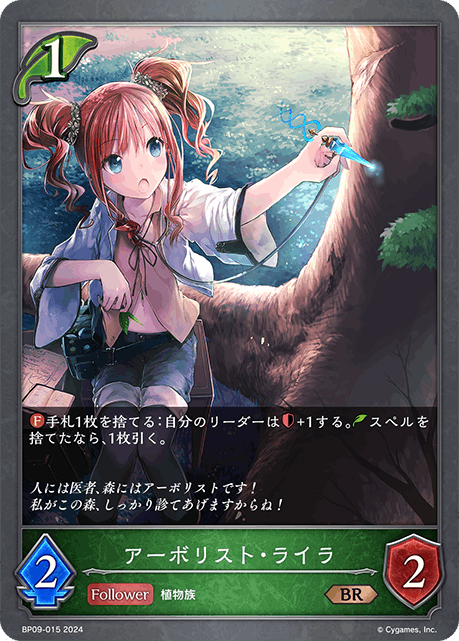 1
F手札1枚を捨てる:自分のリーダーは+1する。スペルを
捨てたなら、1枚引く。
人には医者、森にはアーボリストです!
私がこの森、しっかり診てあげますからね!
アーボリスト・ライラ
2
Follower 植物族
BR
2
BP09-015 2024
© Cygames, Inc.